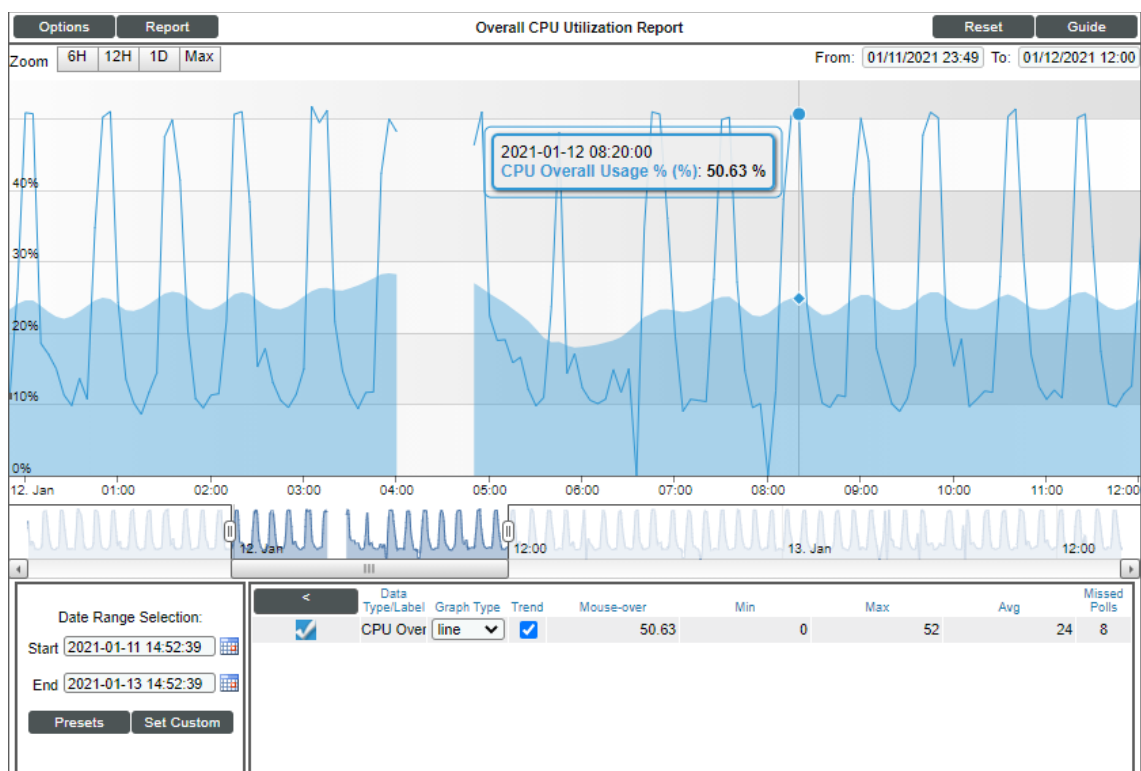 Options Report Overall CPU Utilization Report Reset Guide
Zoom 6H 12H 1D Max From: 01/11/2021 23:49 To: 01/12/2021 12:00
2021-01-12 08:20:00
CPU Overall Usage % (%): 50.63 %
40%
30%
20%
10%
0%
12. Jan 01:00 02:00 03:00 04:00 05:00 06:00 07:00 08:00 09:00 10:00 11:00 12:00
12. Jan 12:00 13. Jan 12:00
Date Range Selection:
Start 2021-01-11 14:52:39
End 2021-01-13 14:52:39
Presets Set Custom
< Data Type/Label Graph Type Trend Mouse-over Min Max Avg Missed Polls
CPU Over line 50.63 0 52 24 8